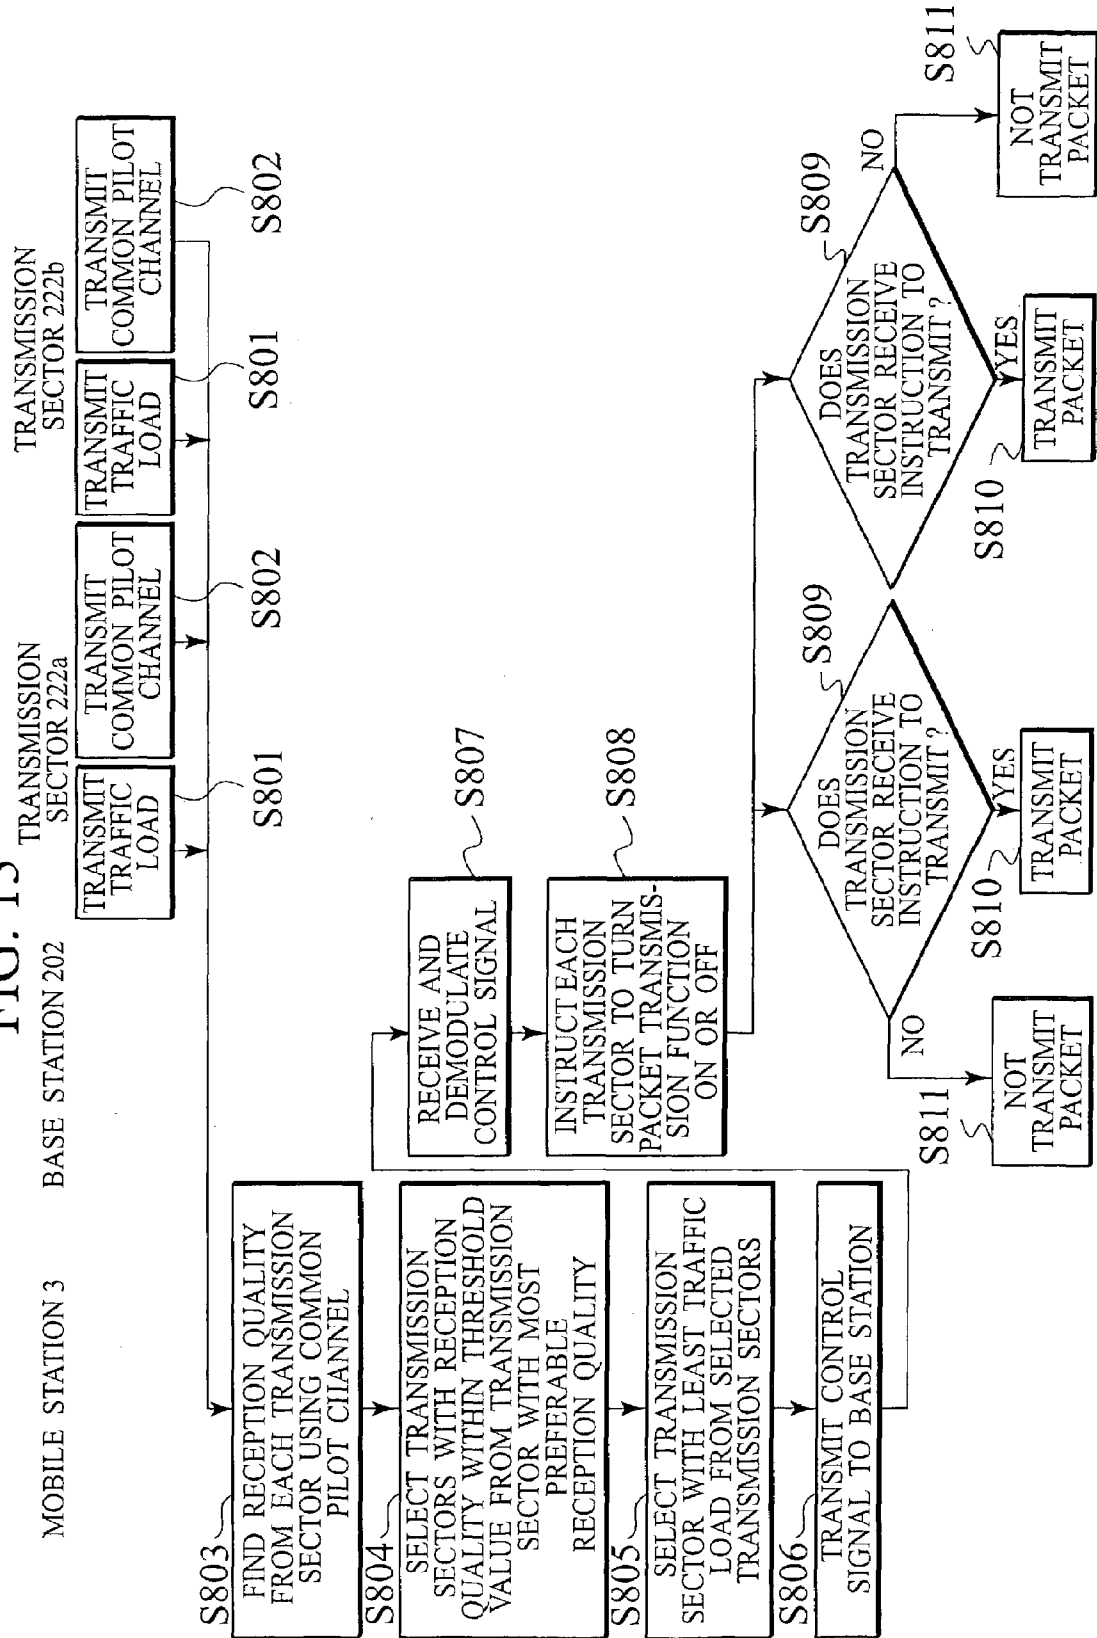 FIG. 15
MOBILE STATION 3
BASE STATION 202
TRANSMISSION
SECTOR 222a
TRANSMISSION
SECTOR 222b
TRANSMIT
TRAFFIC
LOAD
S801
TRANSMIT
COMMON PILOT
CHANNEL
S802
TRANSMIT
TRAFFIC
LOAD
S801
TRANSMIT
COMMON PILOT
CHANNEL
S802
S803
FIND RECEPTION QUALITY
FROM EACH TRANSMISSION
SECTOR USING COMMON
PILOT CHANNEL
S804
SELECT TRANSMISSION
SECTORS WITH RECEPTION
QUALITY WITHIN THRESHOLD
VALUE FROM TRANSMISSION
SECTOR WITH MOST
PREFERABLE
RECEPTION QUALITY
S805
SELECT TRANSMISSION
SECTOR WITH LEAST TRAFFIC
LOAD FROM SELECTED
TRANSMISSION SECTORS
S806
TRANSMIT CONTROL
SIGNAL TO BASE STATION
RECEIVE AND
DEMODULATE
CONTROL SIGNAL
S807
INSTRUCT EACH
TRANSMISSION
SECTOR TO TURN
PACKET TRANSMIS-
SION FUNCTION
ON OR OFF
S808
DOES
TRANSMISSION
SECTOR RECEIVE
INSTRUCTION TO
TRANSMIT ?
S809
NO
YES
S811
NOT
TRANSMIT
PACKET
S810
TRANSMIT
PACKET
DOES
TRANSMISSION
SECTOR RECEIVE
INSTRUCTION TO
TRANSMIT ?
S809
NO
YES
S810
TRANSMIT
PACKET
S811
NOT
TRANSMIT
PACKET